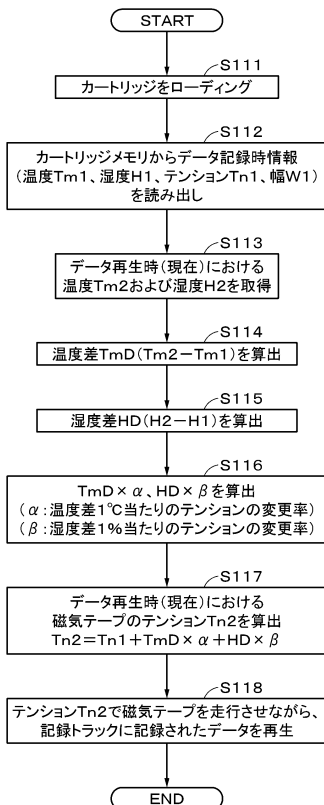 START
S111
カートリッジをローディング
S112
カートリッジメモリからデータ記録時情報
(温度Tm1、湿度H1、テンションTn1、幅W1)
を読み出し
S113
データ再生時(現在)における
温度Tm2および湿度H2を取得
S114
温度差TmD(Tm2－Tm1)を算出
S115
湿度差HD(H2－H1)を算出
S116
TmD×α、HD×βを算出
(α:温度差1℃当たりのテンションの変更率)
(β:湿度差1%当たりのテンションの変更率)
S117
データ再生時(現在)における
磁気テープのテンションTn2を算出
Tn2＝Tn1＋TmD×α＋HD×β
S118
テンションTn2で磁気テープを走行させながら、
記録トラックに記録されたデータを再生
END